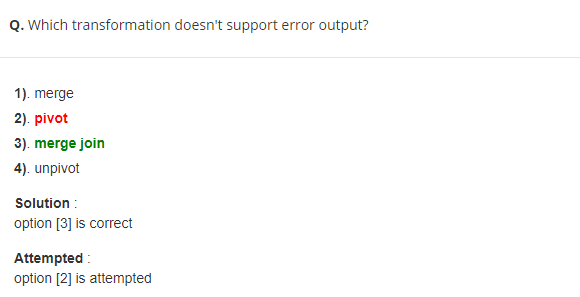 Q. Which transformation doesn't support error output?
1). merge
2). pivot
3). merge join
4). unpivot
Solution :
option [3] is correct
Attempted :
option [2] is attempted